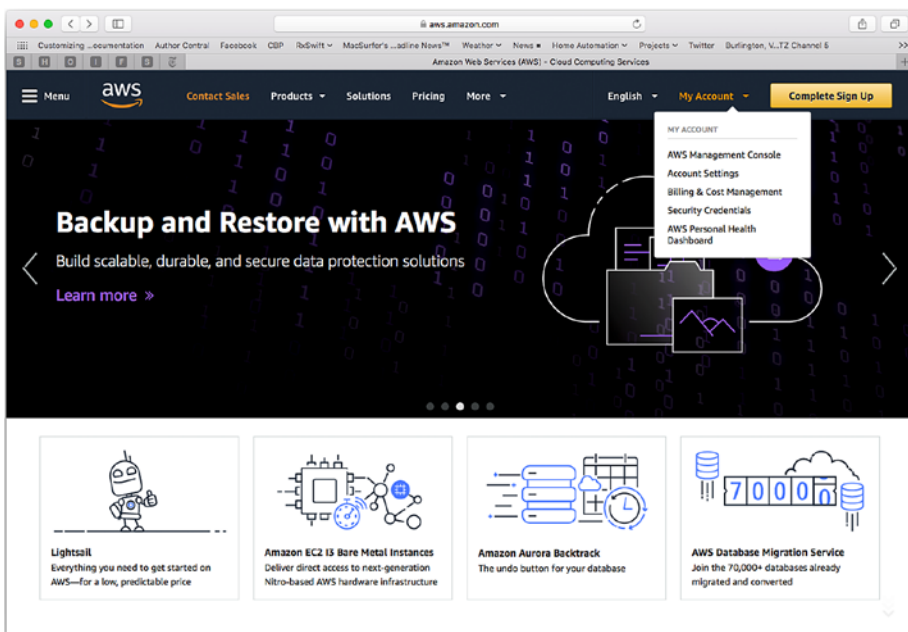 aws.amazon.com
Customizing ...ocumentation Author Central Facebook CBP RxSwift MacSurfer's ...adline News™ Weather News Home Automation Projects Twitter Burlington, V...TZ Channel 5 >>
S H D I F S
Amazon Web Services (AWS) - Cloud Computing Services
Menu aws Contact Sales Products Solutions Pricing More English My Account Complete Sign Up
MY ACCOUNT
AWS Management Console
Account Settings
Billing & Cost Management
Security Credentials
AWS Personal Health
Dashboard
Backup and Restore with AWS
Build scalable, durable, and secure data protection solutions
Learn more »
7 0 0 0 0
Lightsail
Everything you need to get started on
AWS—for a low, predictable price
Amazon EC2 I3 Bare Metal Instances
Deliver direct access to next-generation
Nitro-based AWS hardware infrastructure
Amazon Aurora Backtrack
The undo button for your database
AWS Database Migration Service
Join the 70,000+ databases already
migrated and converted